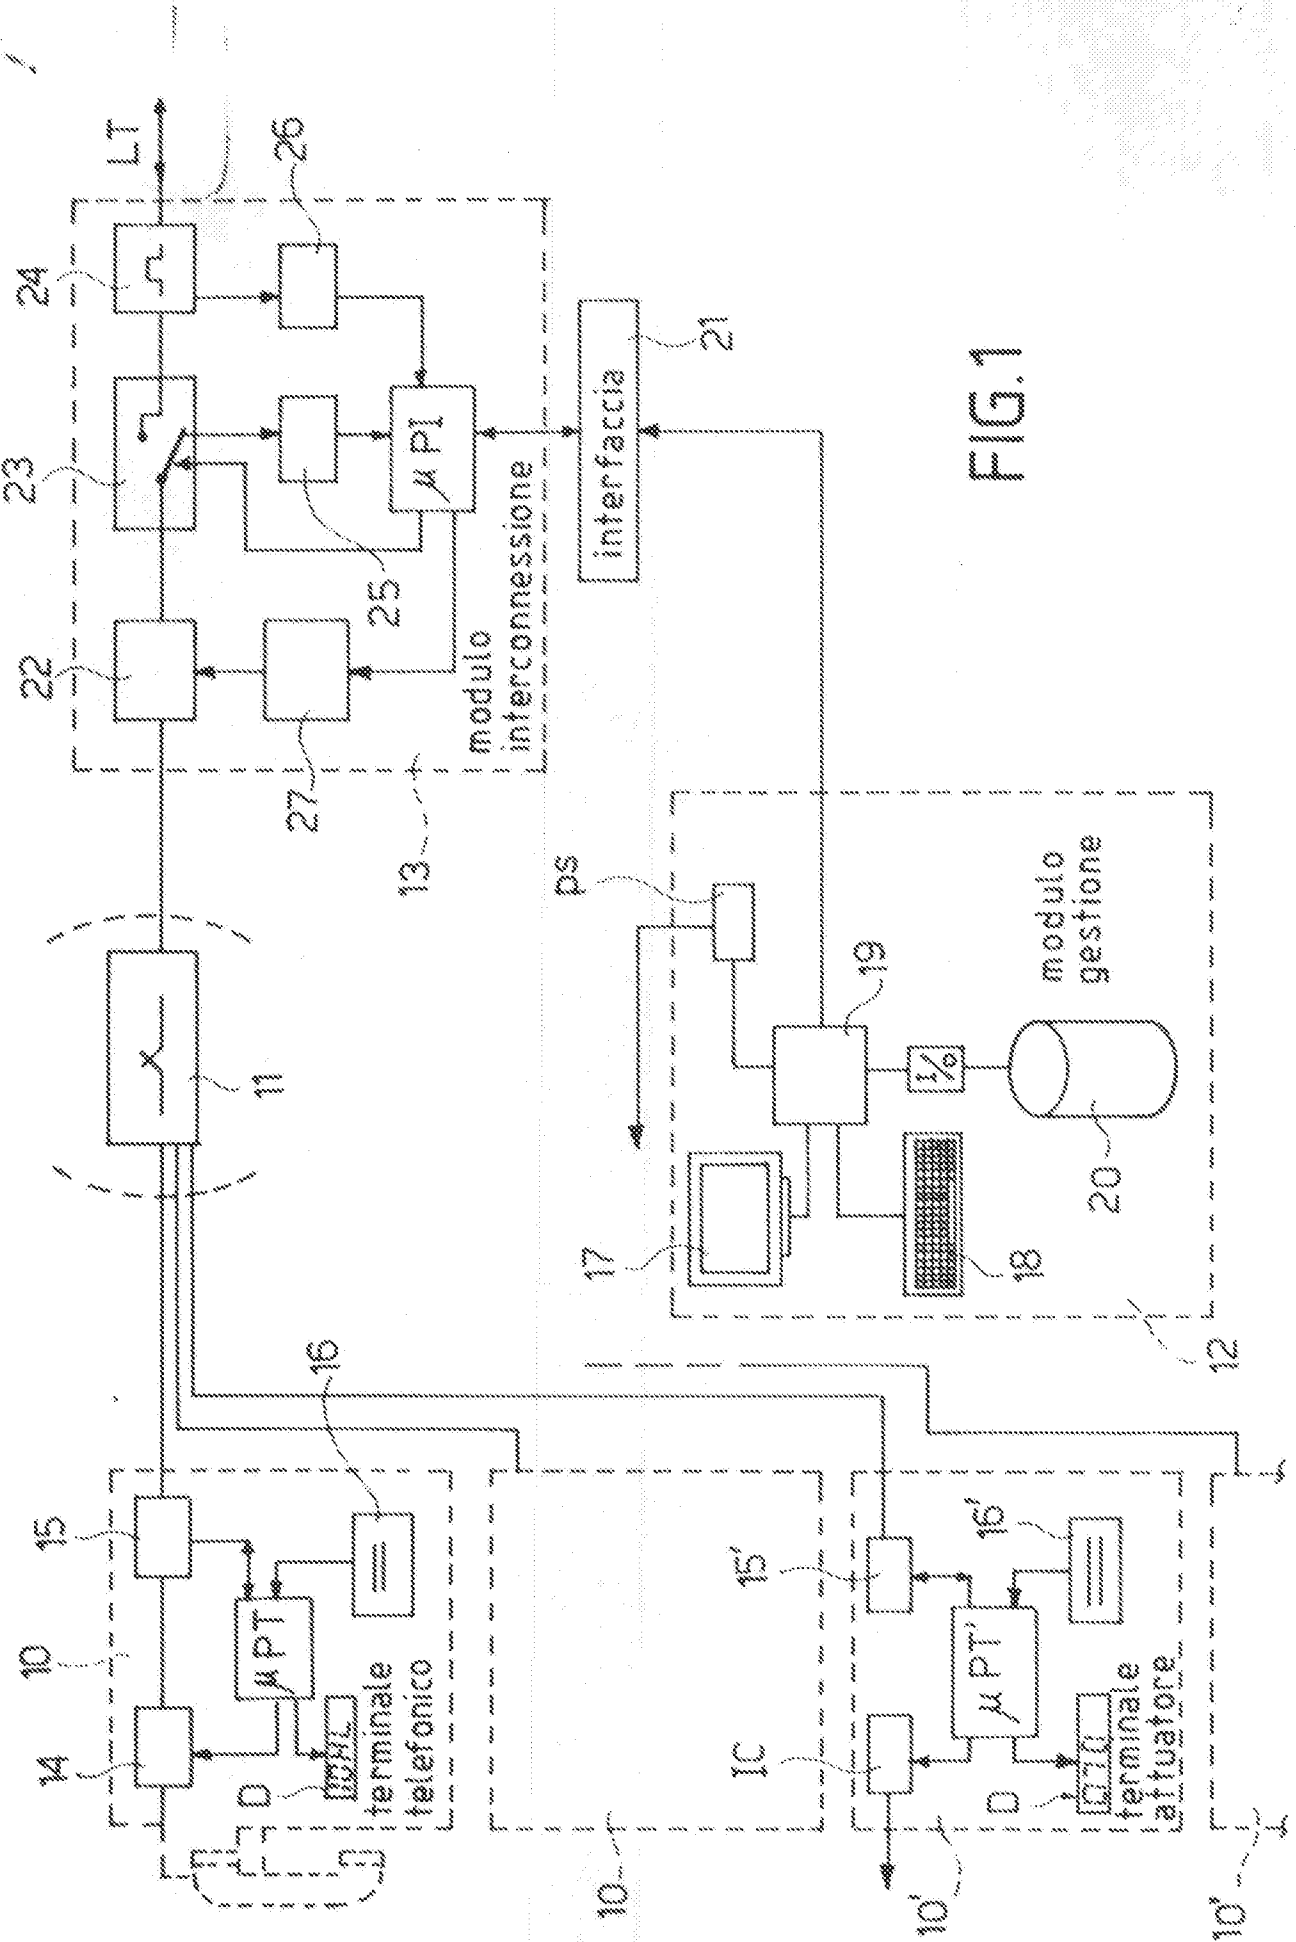 LT
24
26
23
22
25
27
μPI
modulo
interconnessione
13
interfaccia
21
FIG.1
11
ps
19
modulo
gestione
I/O
17
18
20
12
16
15
10
14
μPT
D
terminale
telefonico
10
15'
16'
IC
μPT'
D
terminale
attuatore
10'
10'